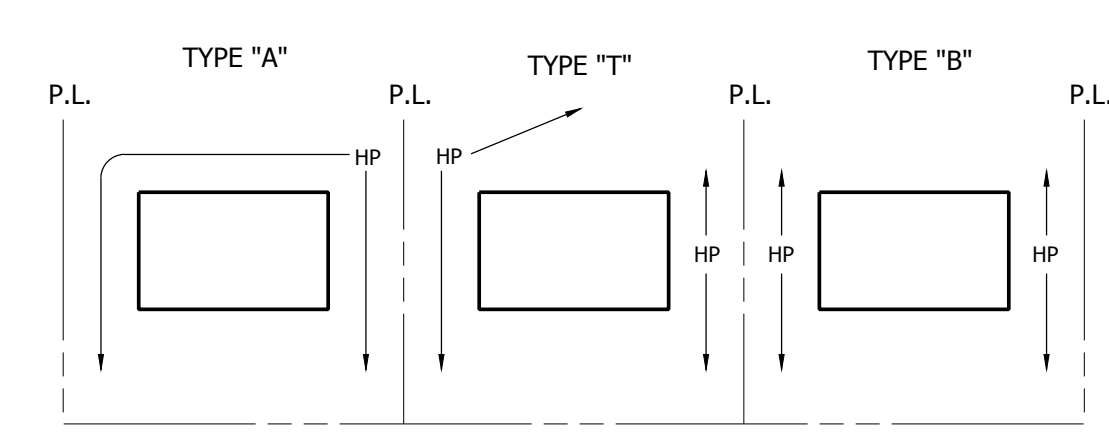 TYPE "A"
TYPE "T"
TYPE "B"
P.L.
P.L.
P.L.
P.L.
HP
HP
HP
HP
HP